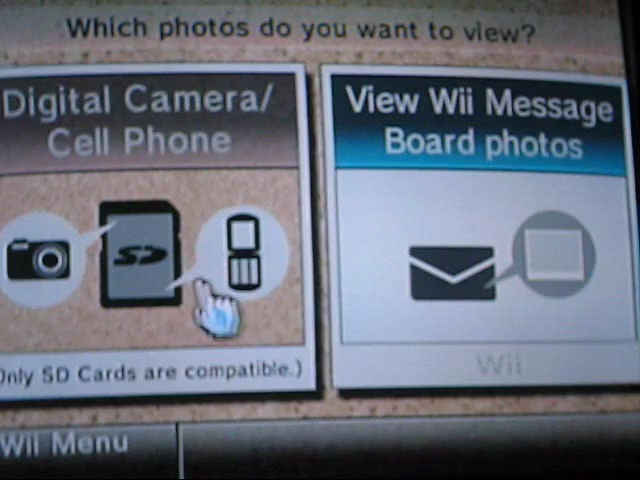 Which photos do you want to view?
Digital Camera/
Cell Phone
View Wii Message
Board photos
SD
Wii
Only SD Cards are compatible.)
Wii Menu